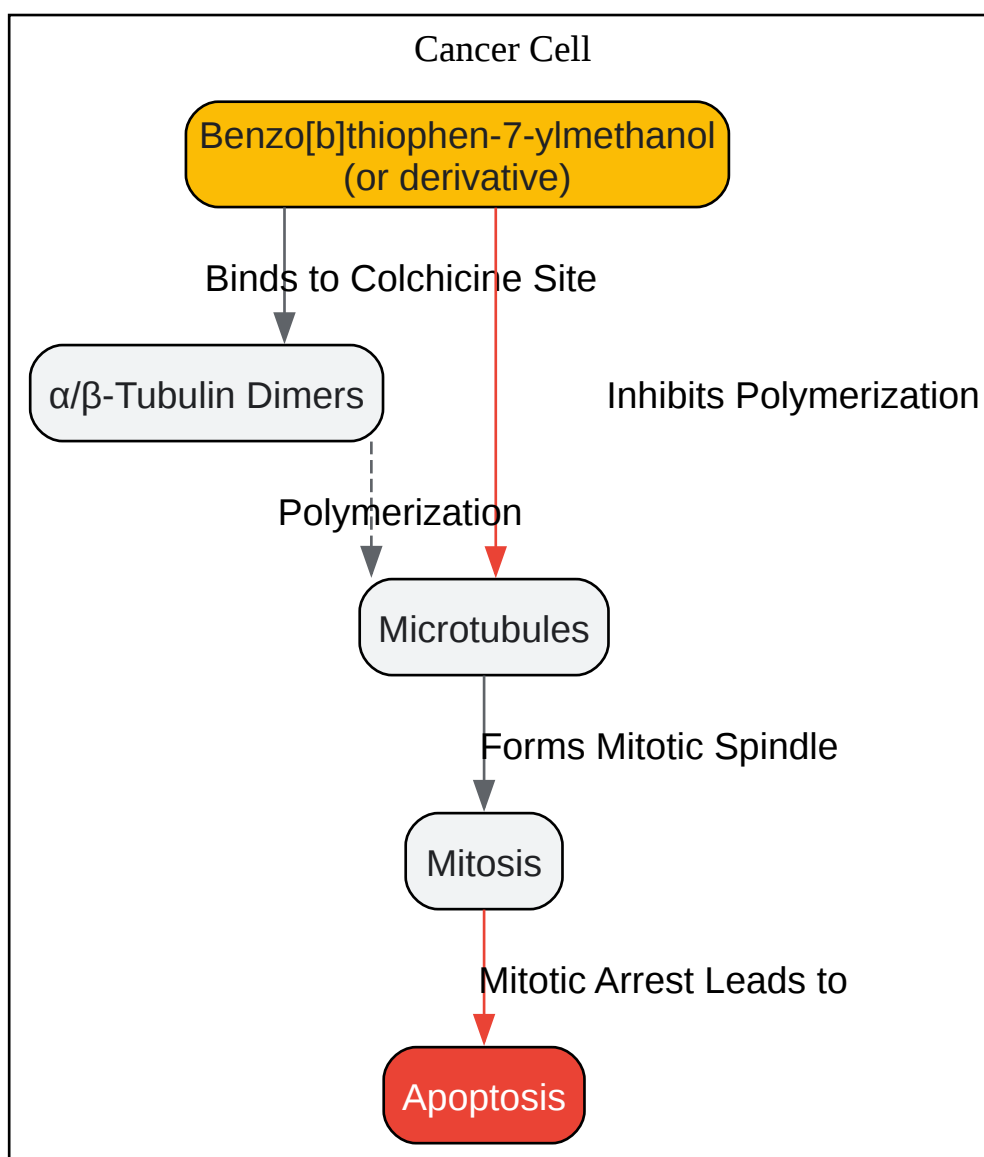 Cancer Cell
Benzo[b]thiophen-7-ylmethanol
(or derivative)
Binds to Colchicine Site
α/β-Tubulin Dimers
Inhibits Polymerization
Polymerization
Microtubules
Forms Mitotic Spindle
Mitosis
Mitotic Arrest Leads to
Apoptosis